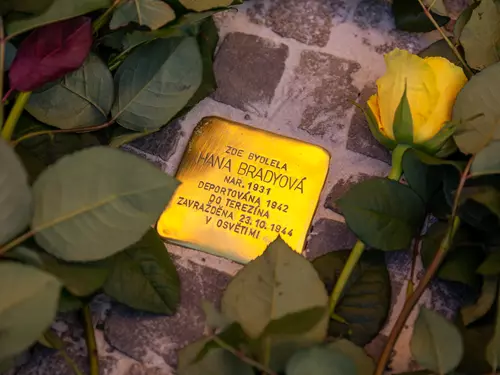 ZDE BYDLELA
HANA BRADYOVÁ
NAR. 1931
DEPORTOVÁNA 1942
DO TEREZÍNA
ZAVRAŽDĚNA 23.10.1944
V OSVĚTIMI